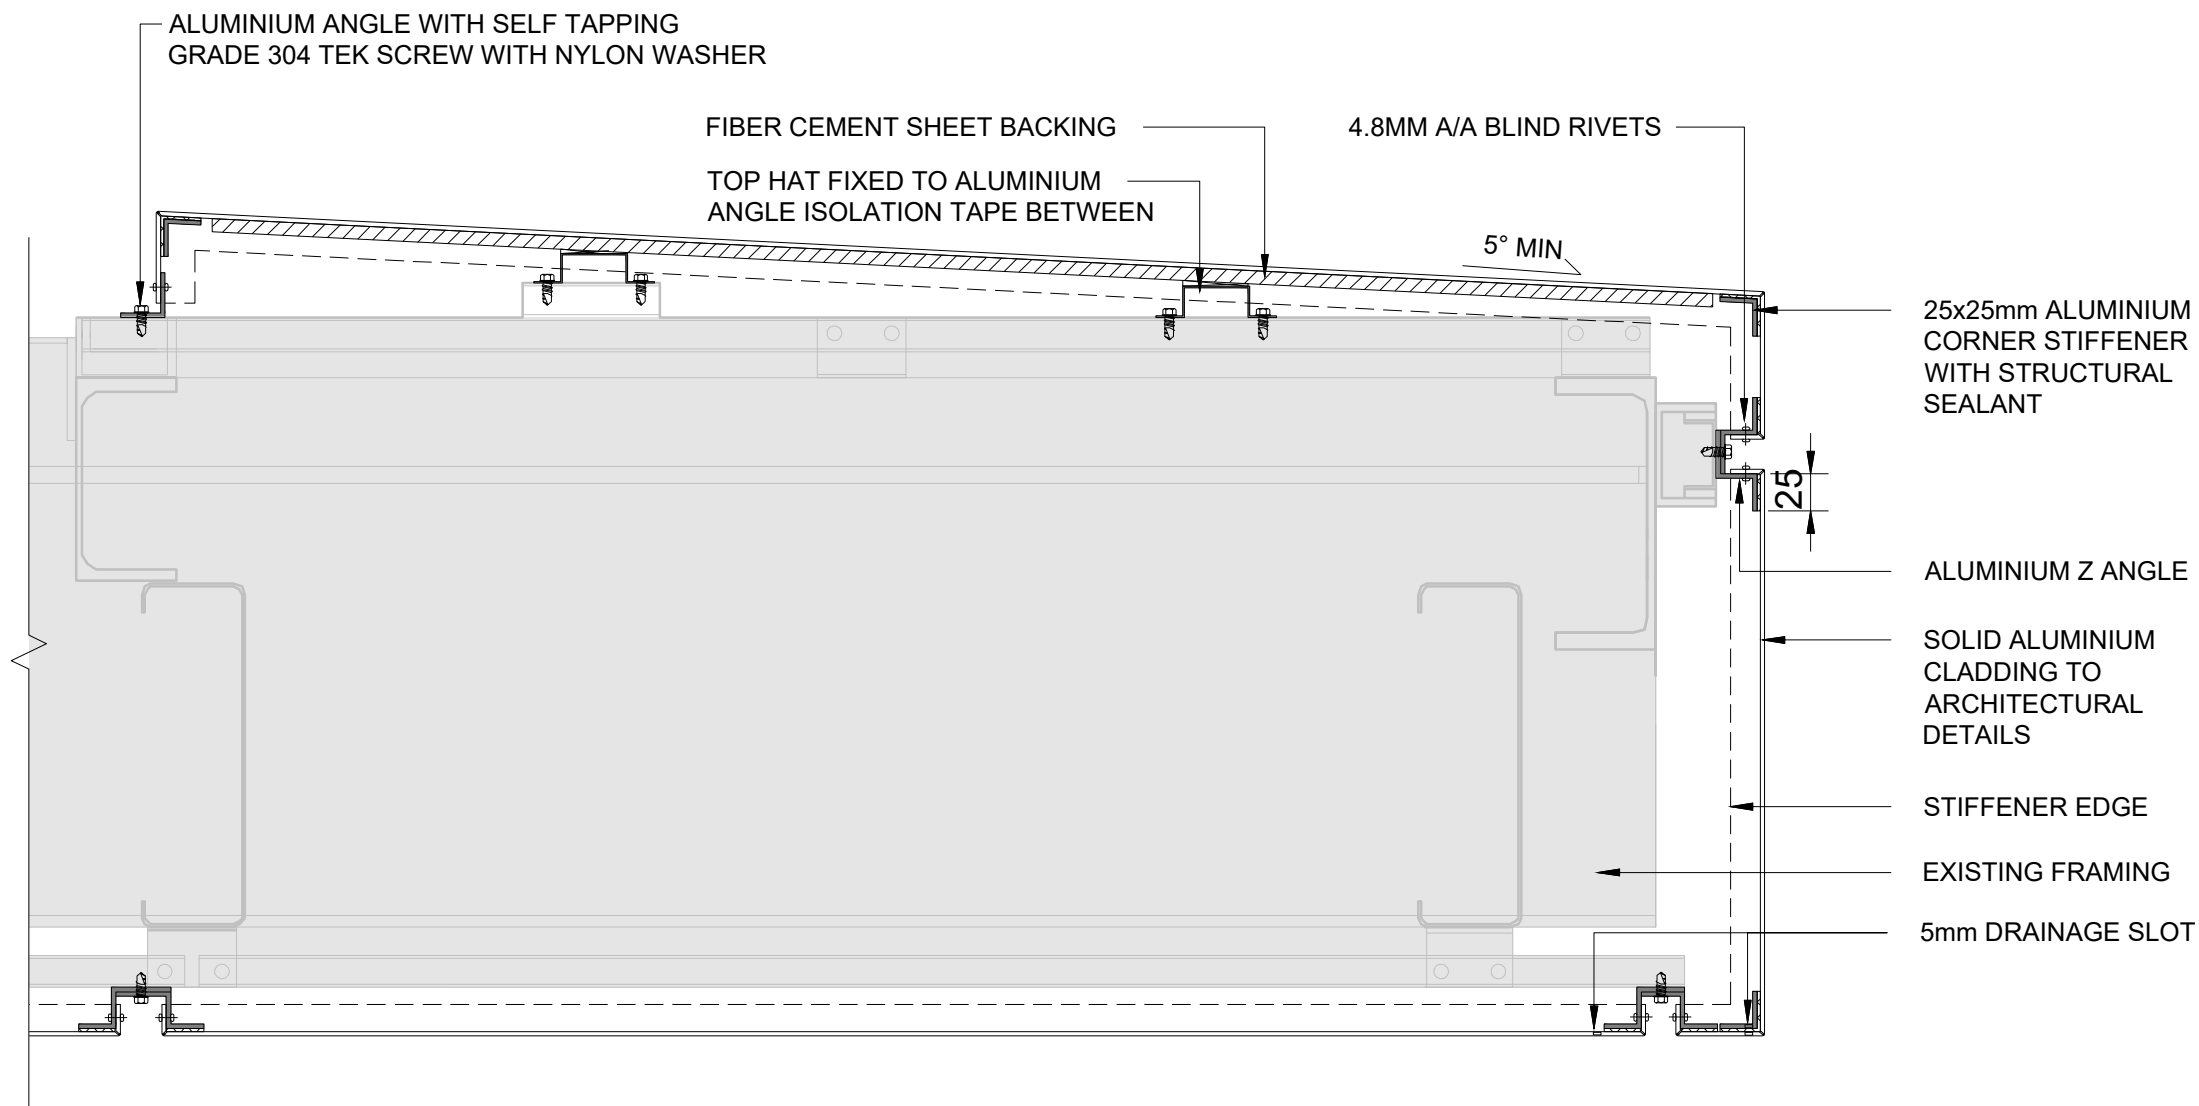 ALUMINIUM ANGLE WITH SELF TAPPING
GRADE 304 TEK SCREW WITH NYLON WASHER
FIBER CEMENT SHEET BACKING
4.8MM A/A BLIND RIVETS
TOP HAT FIXED TO ALUMINIUM
ANGLE ISOLATION TAPE BETWEEN
5° MIN
25x25mm ALUMINIUM
CORNER STIFFENER
WITH STRUCTURAL
SEALANT
25
ALUMINIUM Z ANGLE
SOLID ALUMINIUM
CLADDING TO
ARCHITECTURAL
DETAILS
STIFFENER EDGE
EXISTING FRAMING
5mm DRAINAGE SLOT